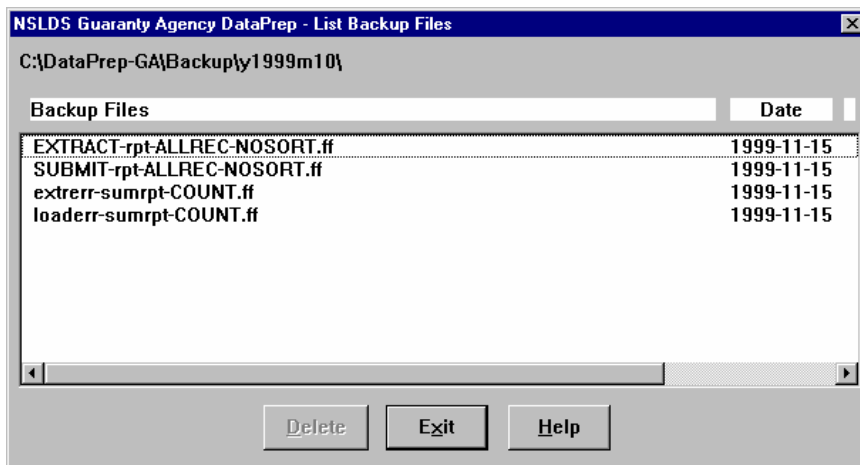 NSLDS Guaranty Agency DataPrep - List Backup Files
C:\DataPrep-GA\Backup\y1999m10\
Backup Files Date
EXTRACT-rpt-ALLREC-NOSORT.ff 1999-11-15
SUBMIT-rpt-ALLREC-NOSORT.ff 1999-11-15
extrerr-sumrpt-COUNT.ff 1999-11-15
loaderr-sumrpt-COUNT.ff 1999-11-15
Delete Exit Help